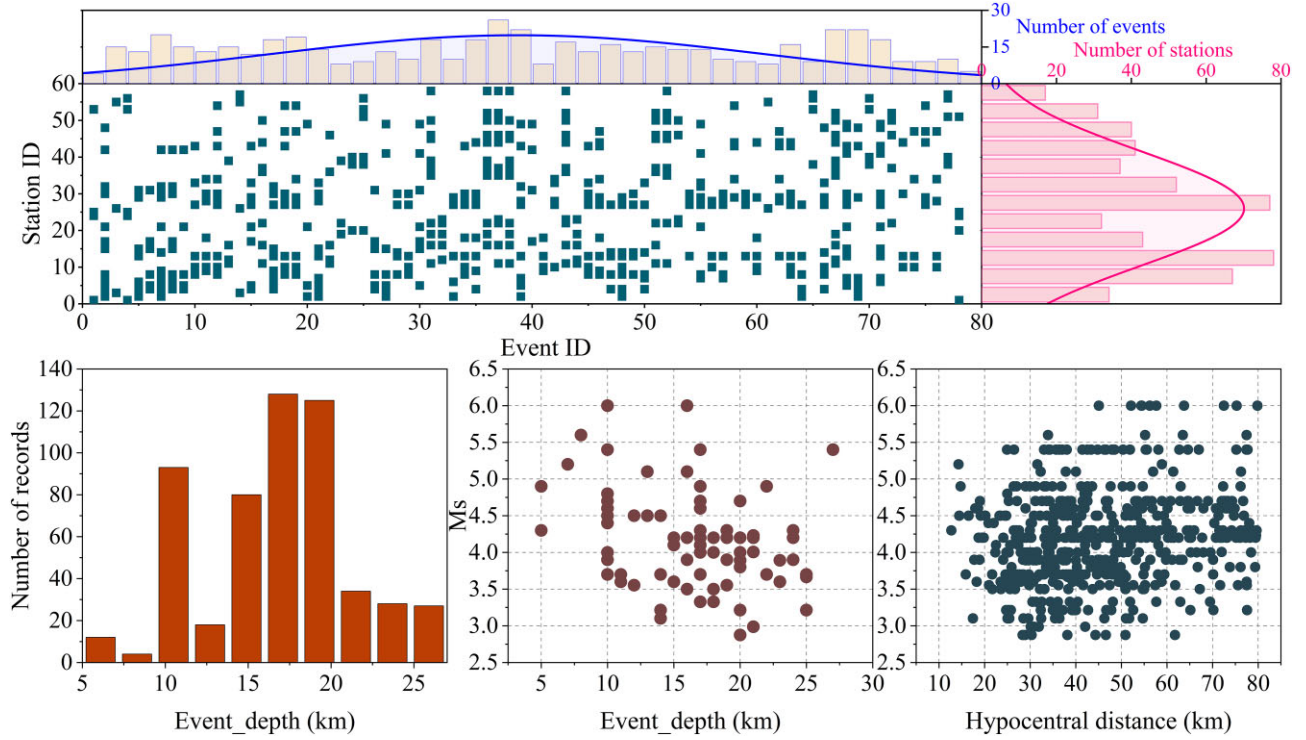 30
15
0
Number of events
Number of stations
0 20 40 60 80
60
50
40
30
20
10
0
Station ID
0 10 20 30 40 50 60 70 80
Event ID
140
120
100
80
60
40
20
0
Number of records
5 10 15 20 25
Event_depth (km)
6.5
6.0
5.5
5.0
4.5
4.0
3.5
3.0
2.5
Ms
5 10 15 20 25 30
Event_depth (km)
6.5
6.0
5.5
5.0
4.5
4.0
3.5
3.0
2.5
10 20 30 40 50 60 70 80
Hypocentral distance (km)